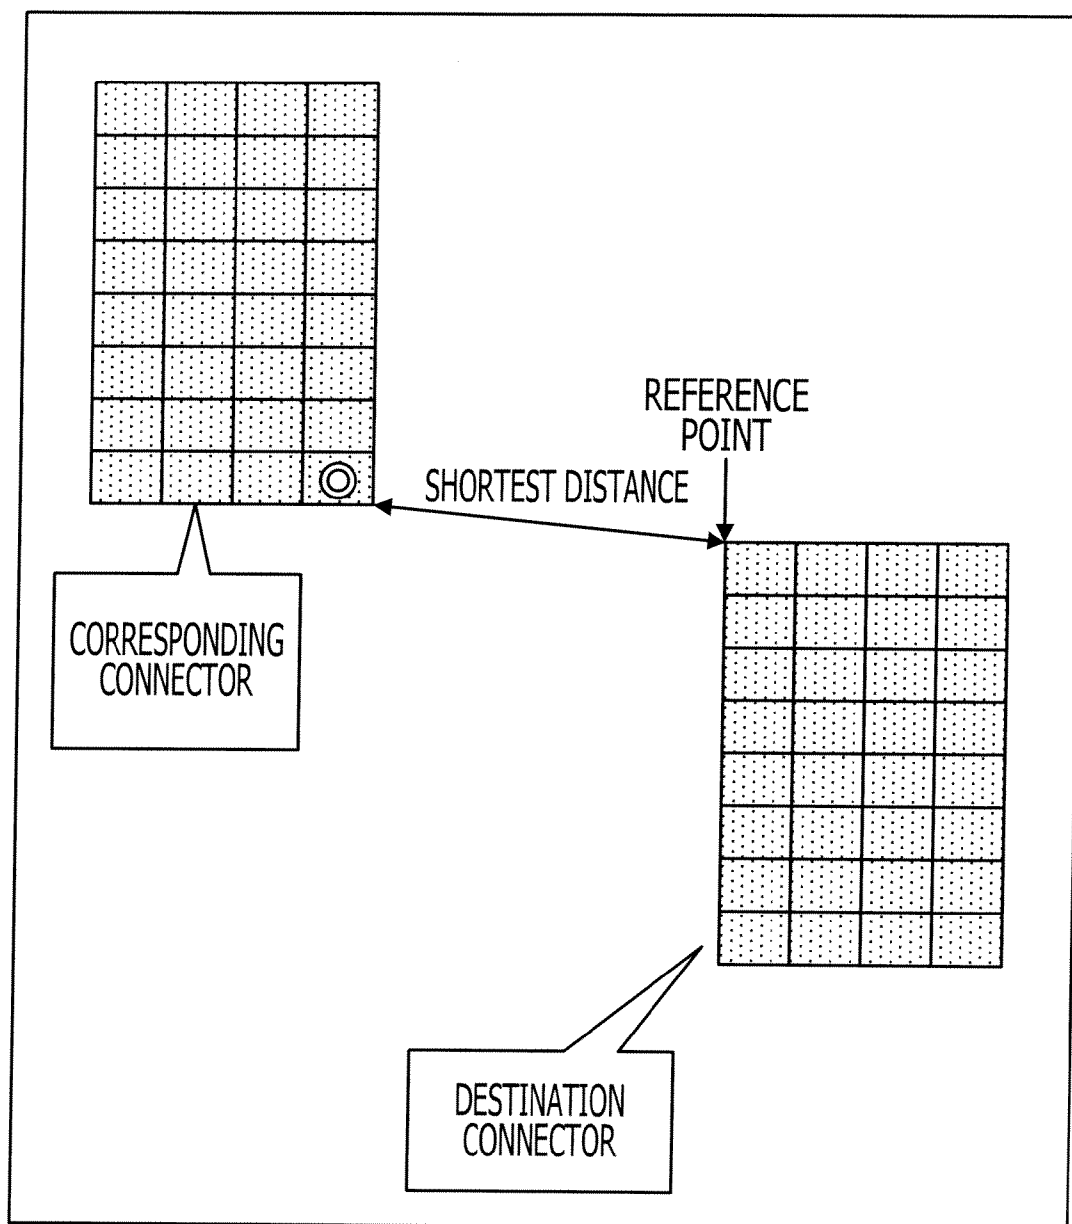 REFERENCE
POINT
SHORTEST DISTANCE
CORRESPONDING
CONNECTOR
DESTINATION
CONNECTOR